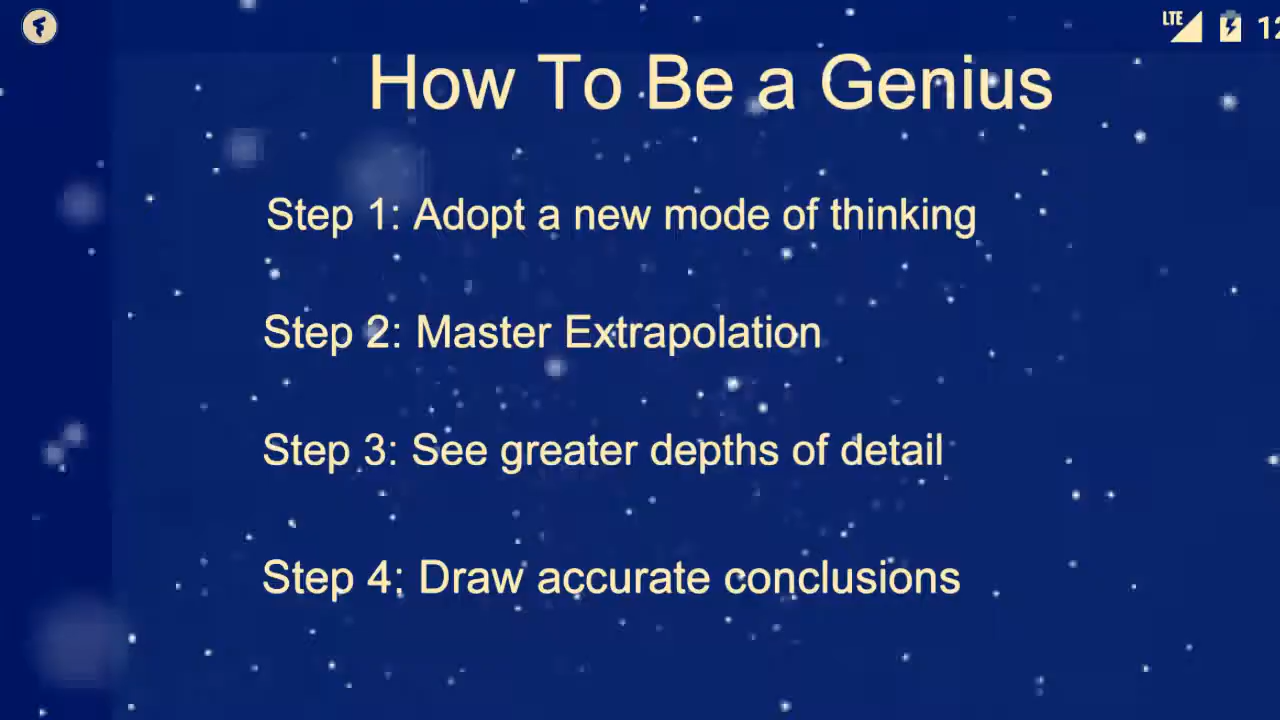 LTE
How To Be a Genius
Step 1: Adopt a new mode of thinking
Step 2: Master Extrapolation
Step 3: See greater depths of detail
Step 4: Draw accurate conclusions